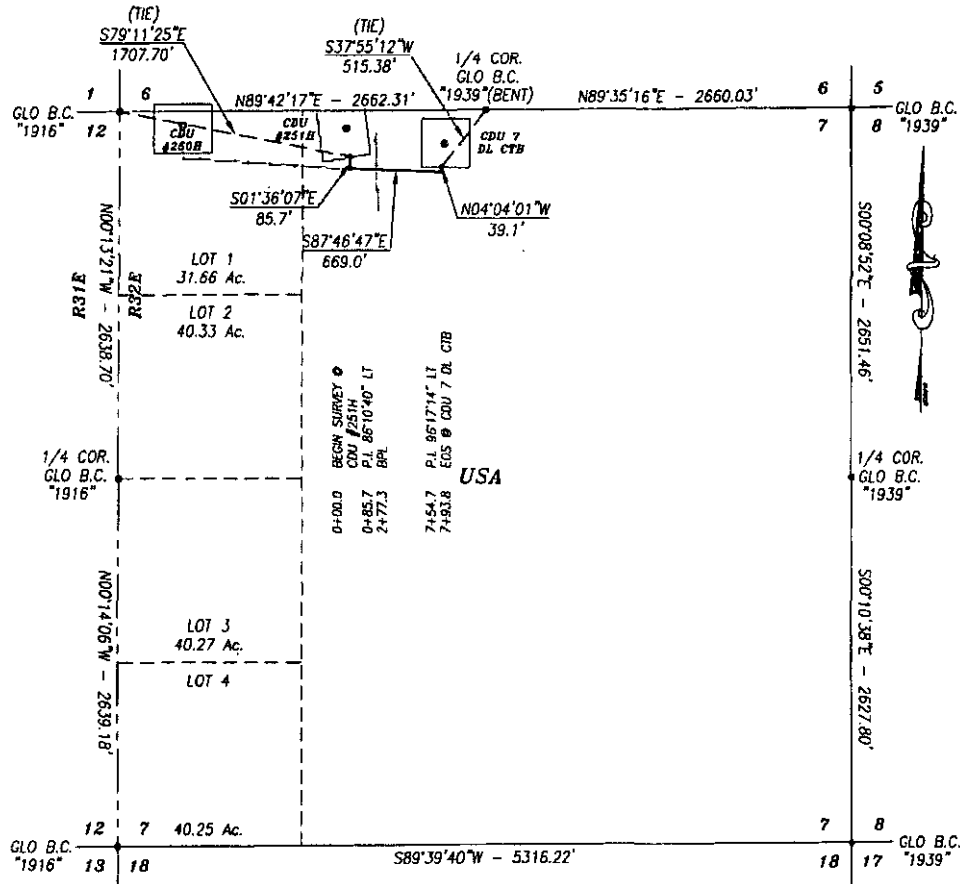 (TIE)
S79°11'25"E
1707.70'
(TIE)
S37°55'12"W
515.38'
1/4 COR.
GLO B.C.
"1939"(BENT)
1 6
GLO B.C. 12
"1916"
N89°42'17"E - 2662.31'
N89°35'16"E - 2660.03'
6 5
7 8 GLO B.C.
"1939"
CDU
#250H
CDU
#251H
CDU 7
DL CTB
S01°36'07"E
85.7'
N04°04'01"W
39.1'
S87°46'47"E
669.0'
LOT 1
31.66 Ac.
LOT 2
40.33 Ac.
R31E
R32E
N00°13'21"W - 2638.70'
S00°08'52"E - 2651.46'
0+00.0 BEGIN SURVEY @
CDU #251H
0+85.7 P.I. 86°10'40" LT
2+77.3 BPL
7+54.7 P.I. 96°17'14" LT
7+93.8 EOS @ CDU 7 DL CTB
USA
1/4 COR.
GLO B.C.
"1916"
1/4 COR.
GLO B.C.
"1939"
N00°14'06"W - 2639.18'
S00°10'38"E - 2627.80'
LOT 3
40.27 Ac.
LOT 4
12 7 40.25 Ac.
GLO B.C.
"1916" 13 18
S89°39'40"W - 5316.22'
7 8
GLO B.C.
18 17 "1939"